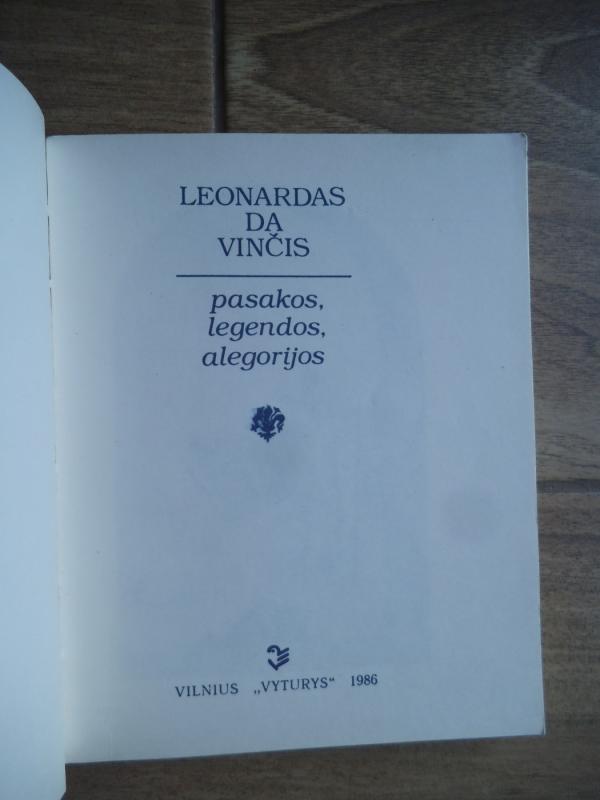 LEONARDAS
DA
VINČIS
pasakos,
legendos,
alegorijos
VILNIUS „VYTURYS“ 1986